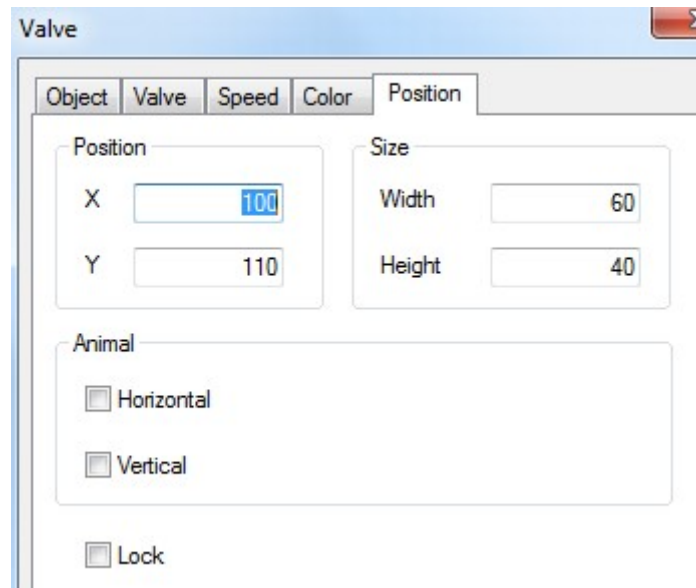 Valve
Object Valve Speed Color Position
Position Size
X 100 Width 60
Y 110 Height 40
Animal
Horizontal
Vertical
Lock